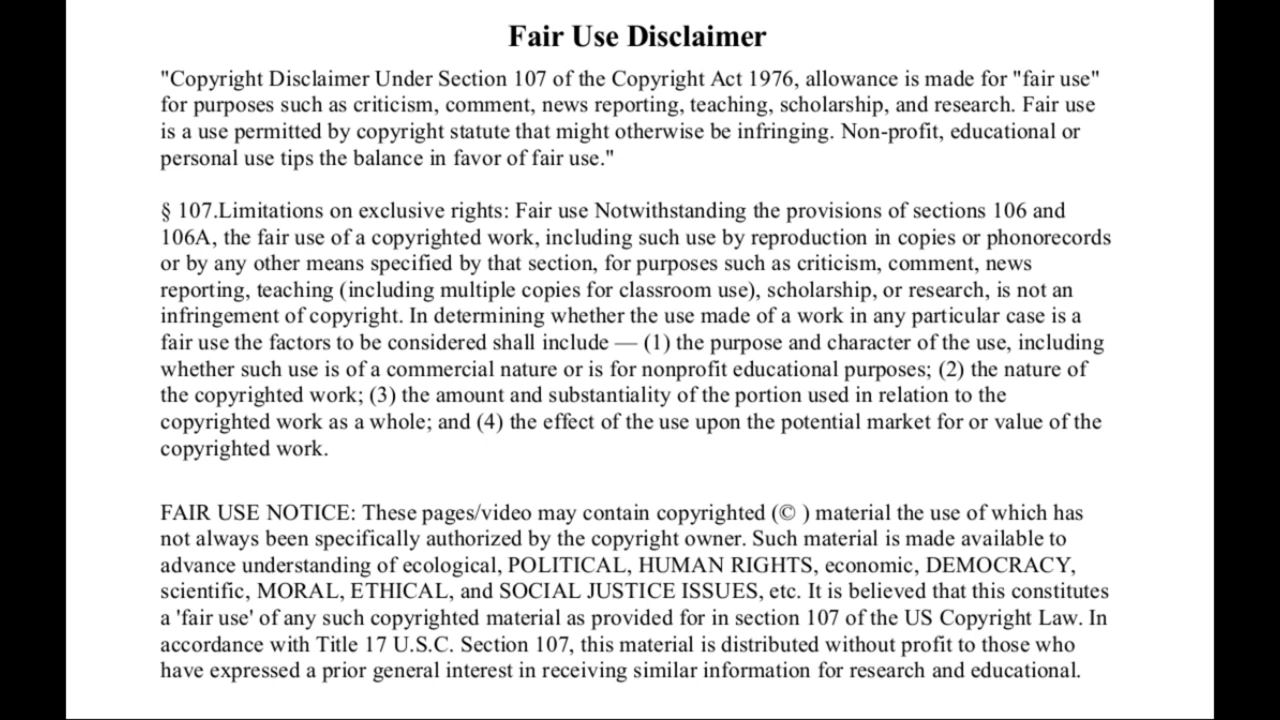 Fair Use Disclaimer
"Copyright Disclaimer Under Section 107 of the Copyright Act 1976, allowance is made for "fair use"
for purposes such as criticism, comment, news reporting, teaching, scholarship, and research. Fair use
is a use permitted by copyright statute that might otherwise be infringing. Non-profit, educational or
personal use tips the balance in favor of fair use."
§ 107.Limitations on exclusive rights: Fair use Notwithstanding the provisions of sections 106 and
106A, the fair use of a copyrighted work, including such use by reproduction in copies or phonorecords
or by any other means specified by that section, for purposes such as criticism, comment, news
reporting, teaching (including multiple copies for classroom use), scholarship, or research, is not an
infringement of copyright. In determining whether the use made of a work in any particular case is a
fair use the factors to be considered shall include — (1) the purpose and character of the use, including
whether such use is of a commercial nature or is for nonprofit educational purposes; (2) the nature of
the copyrighted work; (3) the amount and substantiality of the portion used in relation to the
copyrighted work as a whole; and (4) the effect of the use upon the potential market for or value of the
copyrighted work.
FAIR USE NOTICE: These pages/video may contain copyrighted (© ) material the use of which has
not always been specifically authorized by the copyright owner. Such material is made available to
advance understanding of ecological, POLITICAL, HUMAN RIGHTS, economic, DEMOCRACY,
scientific, MORAL, ETHICAL, and SOCIAL JUSTICE ISSUES, etc. It is believed that this constitutes
a 'fair use' of any such copyrighted material as provided for in section 107 of the US Copyright Law. In
accordance with Title 17 U.S.C. Section 107, this material is distributed without profit to those who
have expressed a prior general interest in receiving similar information for research and educational.